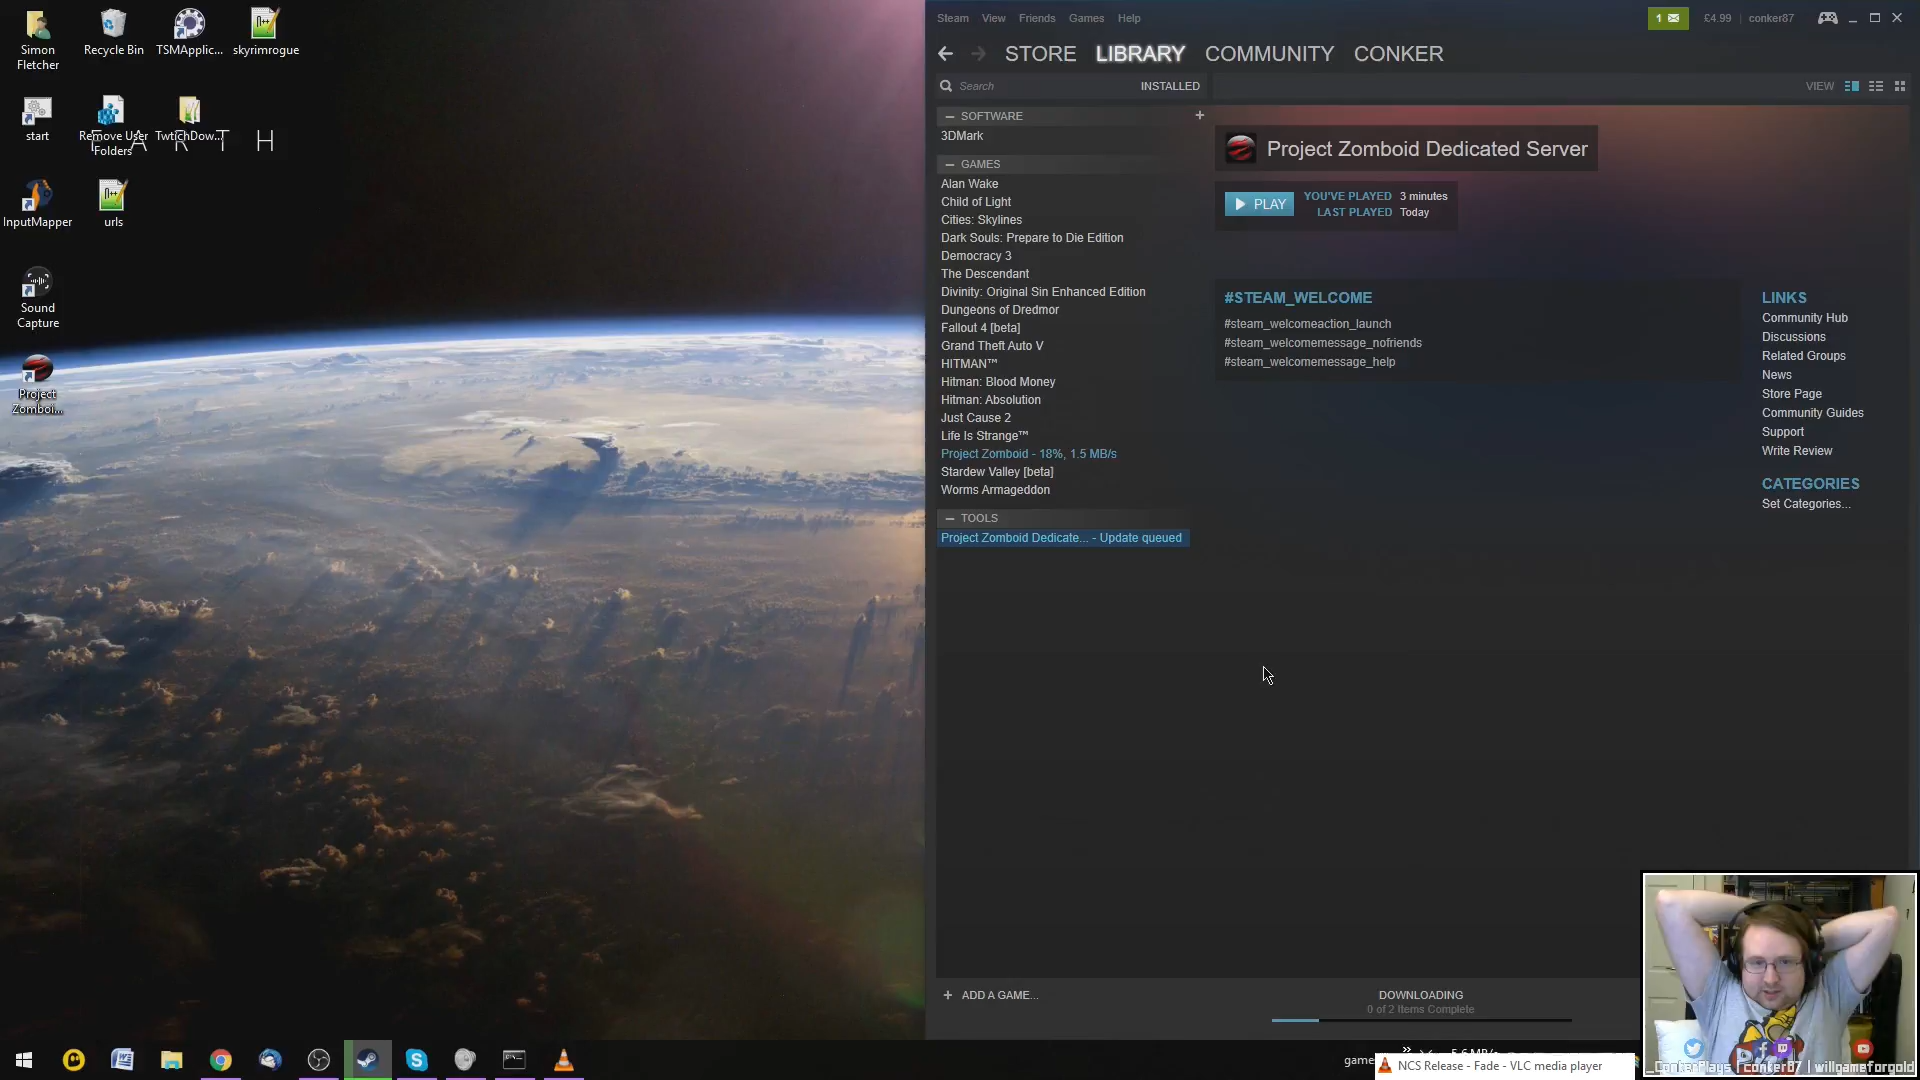 Steam View Friends Games Help
1 £4.99 conker87
STORE LIBRARY COMMUNITY CONKER
Search INSTALLED VIEW
SOFTWARE
3DMark
GAMES
Alan Wake
Child of Light
Cities: Skylines
Dark Souls: Prepare to Die Edition
Democracy 3
The Descendant
Divinity: Original Sin Enhanced Edition
Dungeons of Dredmor
Fallout 4 [beta]
Grand Theft Auto V
HITMAN™
Hitman: Blood Money
Hitman: Absolution
Just Cause 2
Life Is Strange™
Project Zomboid - 18%, 1.5 MB/s
Stardew Valley [beta]
Worms Armageddon
TOOLS
Project Zomboid Dedicate... - Update queued
Project Zomboid Dedicated Server
PLAY
YOU'VE PLAYED 3 minutes
LAST PLAYED Today
#STEAM_WELCOME
#steam_welcomeaction_launch
#steam_welcomemessage_nofriends
#steam_welcomemessage_help
LINKS
Community Hub
Discussions
Related Groups
News
Store Page
Community Guides
Support
Write Review
CATEGORIES
Set Categories...
+ ADD A GAME...
DOWNLOADING
0 of 2 Items Complete
Simon
Fletcher
Recycle Bin
TSMApplic...
skyrimrogue
start
Remove User
Folders
TwtichDow...
EARTH
InputMapper
urls
Sound
Capture
Project
Zomboi...
game
NCS Release - Fade - VLC media player
_ConkerPlays | conker87 | willgameforgold